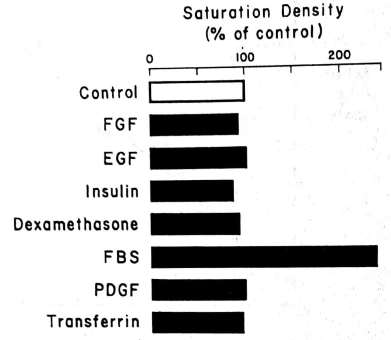 Saturation Density
(% of control)
0 100 200
Control
FGF
EGF
Insulin
Dexamethasone
FBS
PDGF
Transferrin